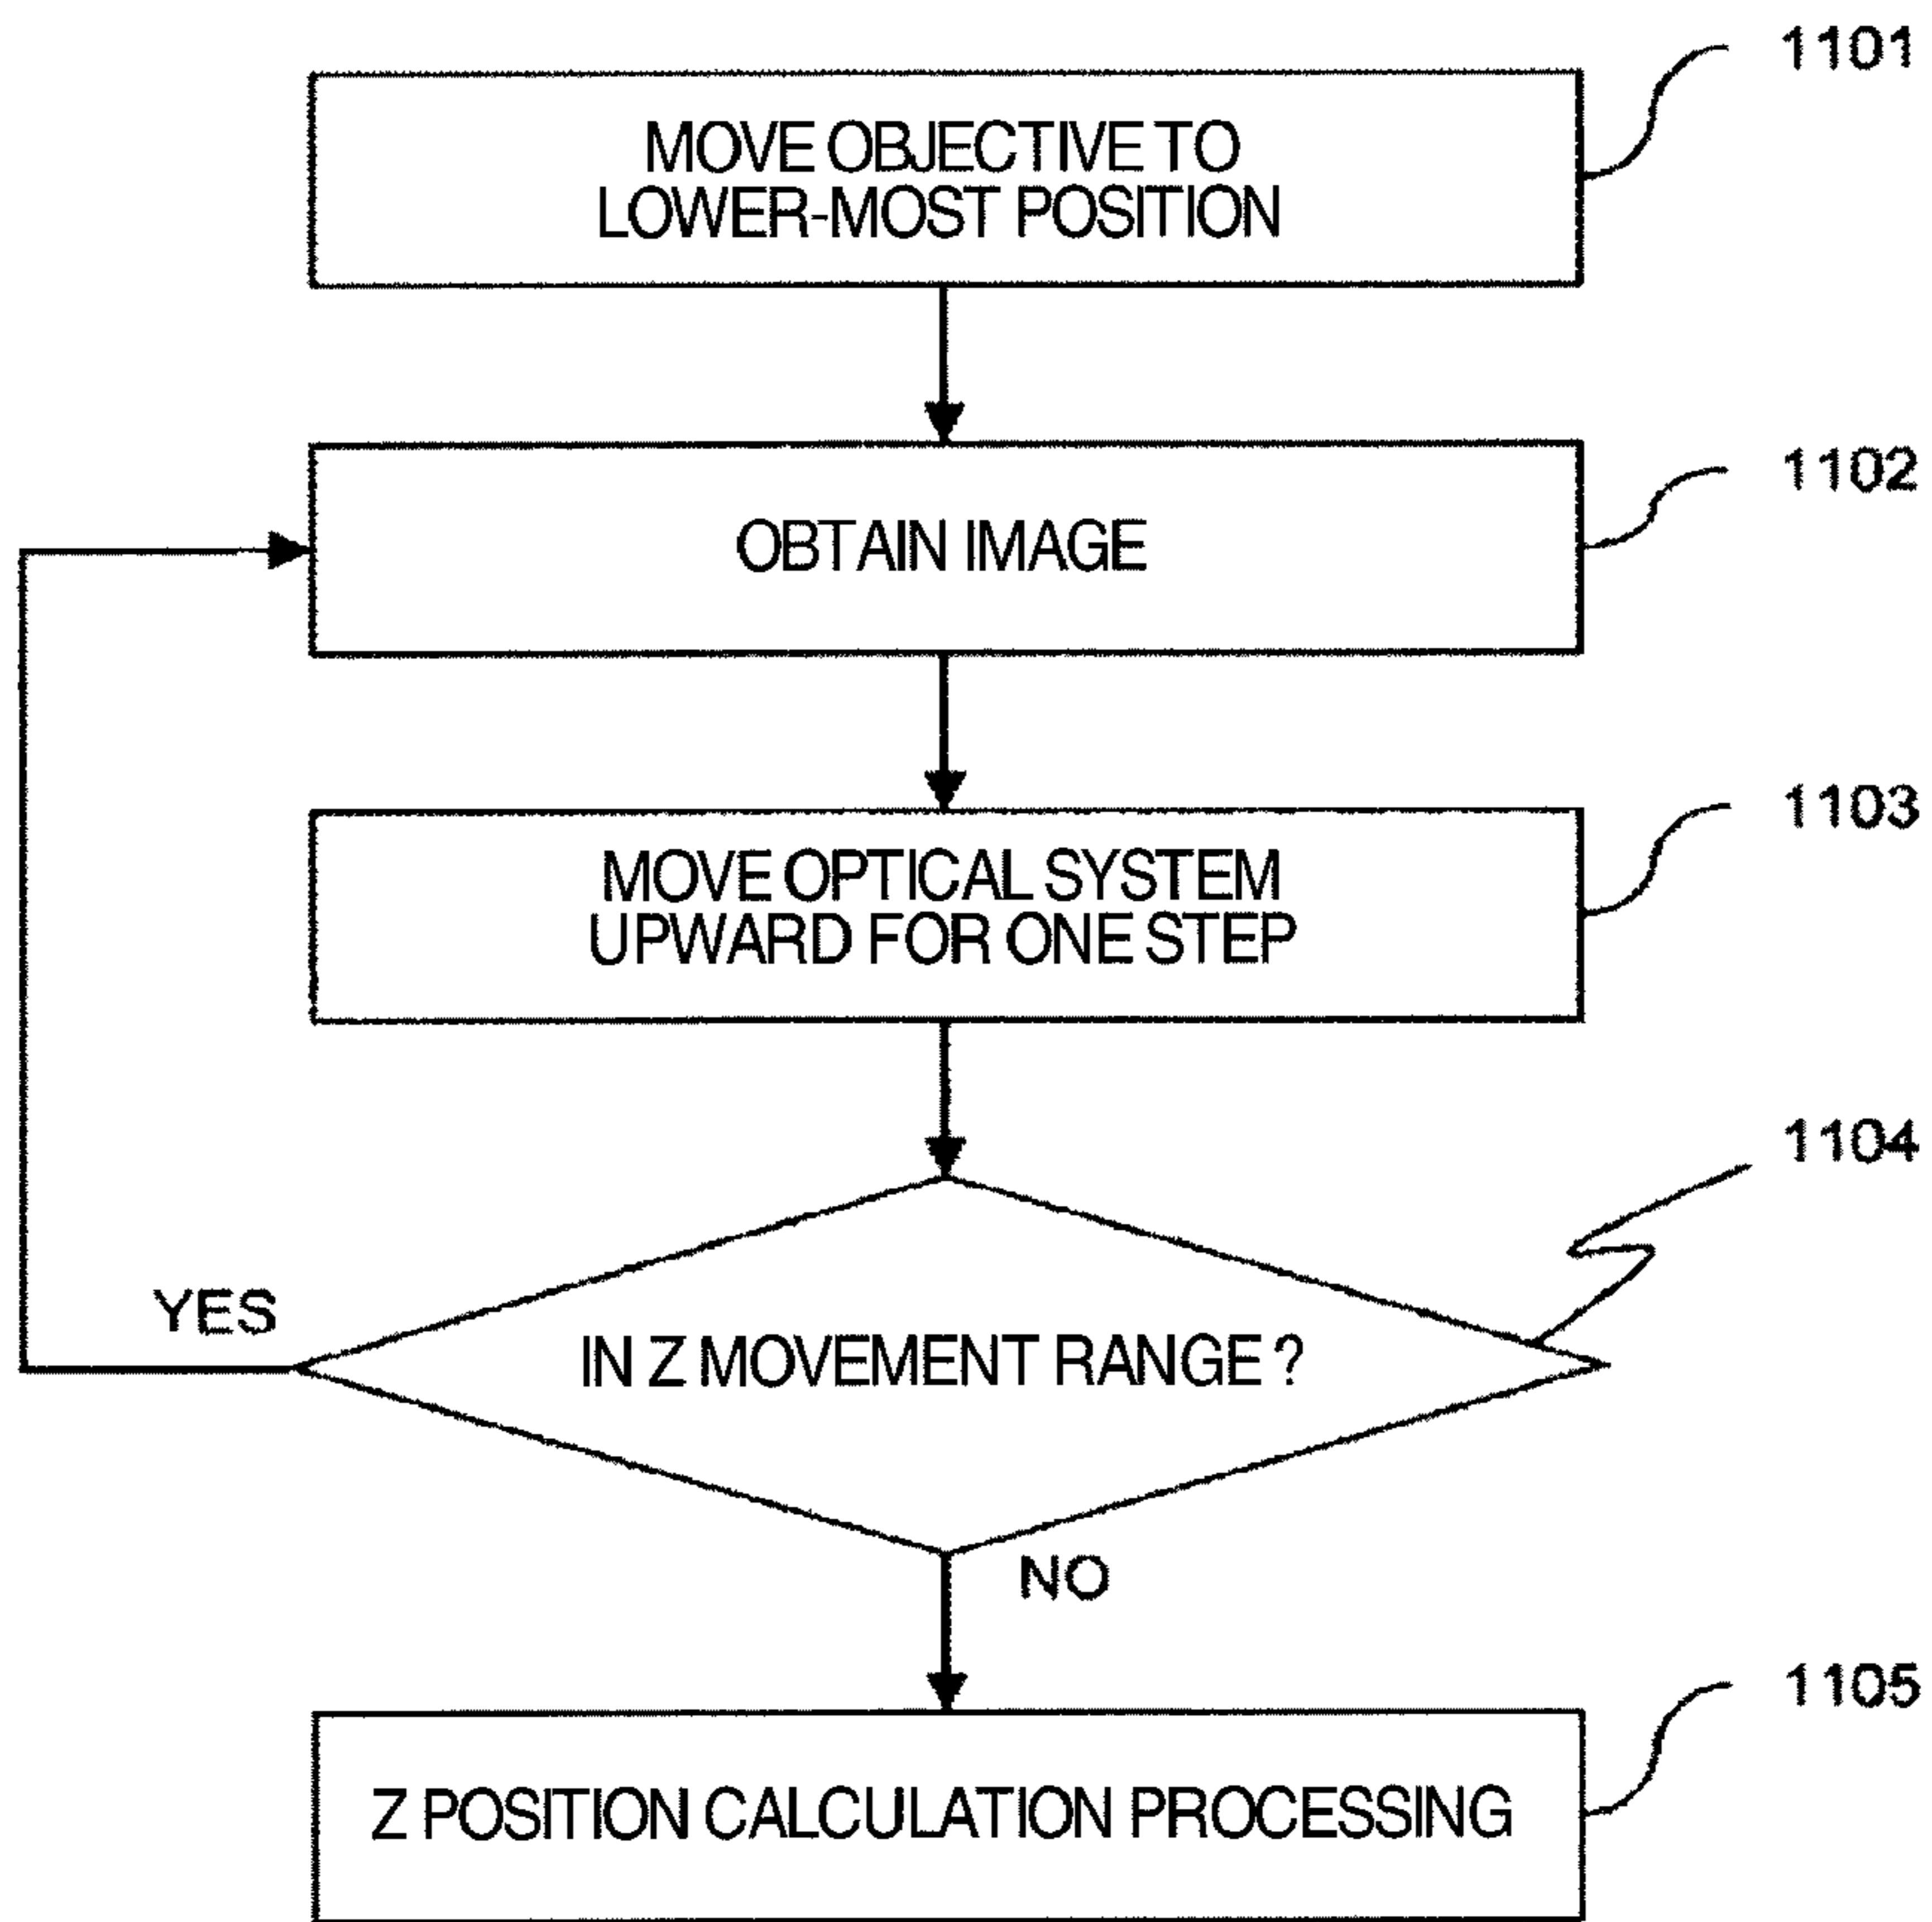 1101
MOVE OBJECTIVE TO
LOWER-MOST POSITION
1102
OBTAIN IMAGE
1103
MOVE OPTICAL SYSTEM
UPWARD FOR ONE STEP
1104
YES
IN Z MOVEMENT RANGE ?
NO
1105
Z POSITION CALCULATION PROCESSING